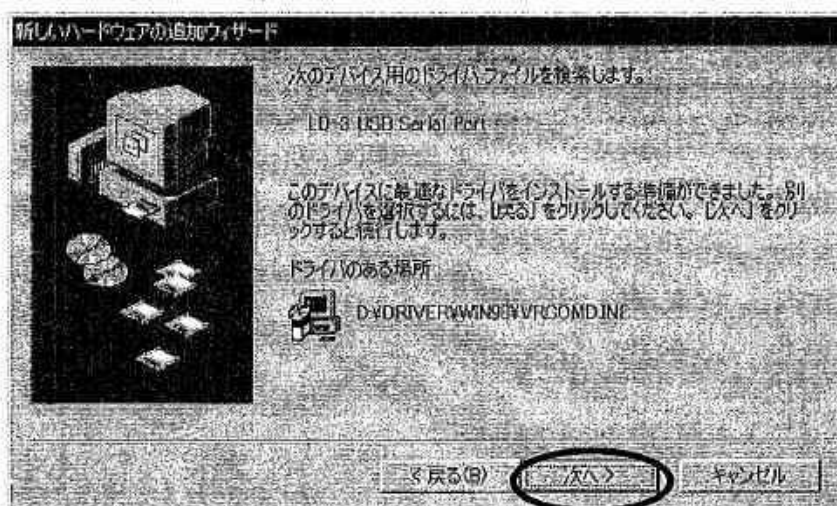 新しいハードウェアの追加ウィザード
次のデバイス用のドライバ ファイルを検索します。:
LD-3 USB Serial Port
このデバイスに最適なドライバをインストールする準備ができました。別
のドライバを選択するには、[戻る] をクリックしてください。[次へ] をクリ
ックすると続行します。
ドライバのある場所
D:¥DRIVER¥WIN98¥VRCOMD.INF
< 戻る(B)
次へ >
キャンセル